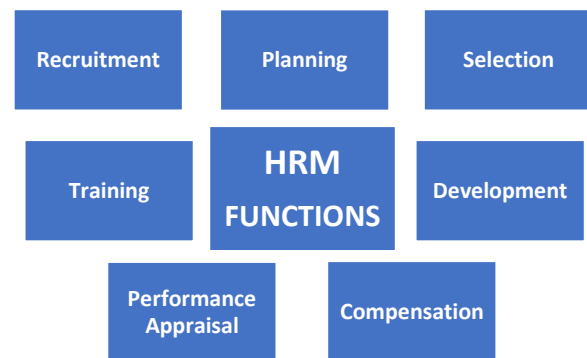 Recruitment
Planning
Selection
Training
HRM
FUNCTIONS
Development
Performance
Appraisal
Compensation